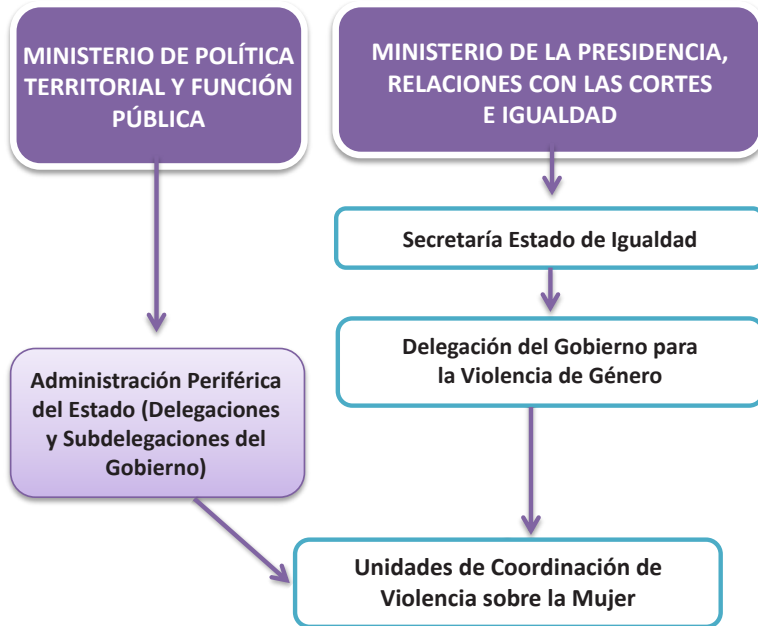 MINISTERIO DE POLÍTICA
TERRITORIAL Y FUNCIÓN
PÚBLICA
MINISTERIO DE LA PRESIDENCIA,
RELACIONES CON LAS CORTES
E IGUALDAD
Secretaría Estado de Igualdad
Delegación del Gobierno para
la Violencia de Género
Administración Periférica
del Estado (Delegaciones
y Subdelegaciones del
Gobierno)
Unidades de Coordinación de
Violencia sobre la Mujer